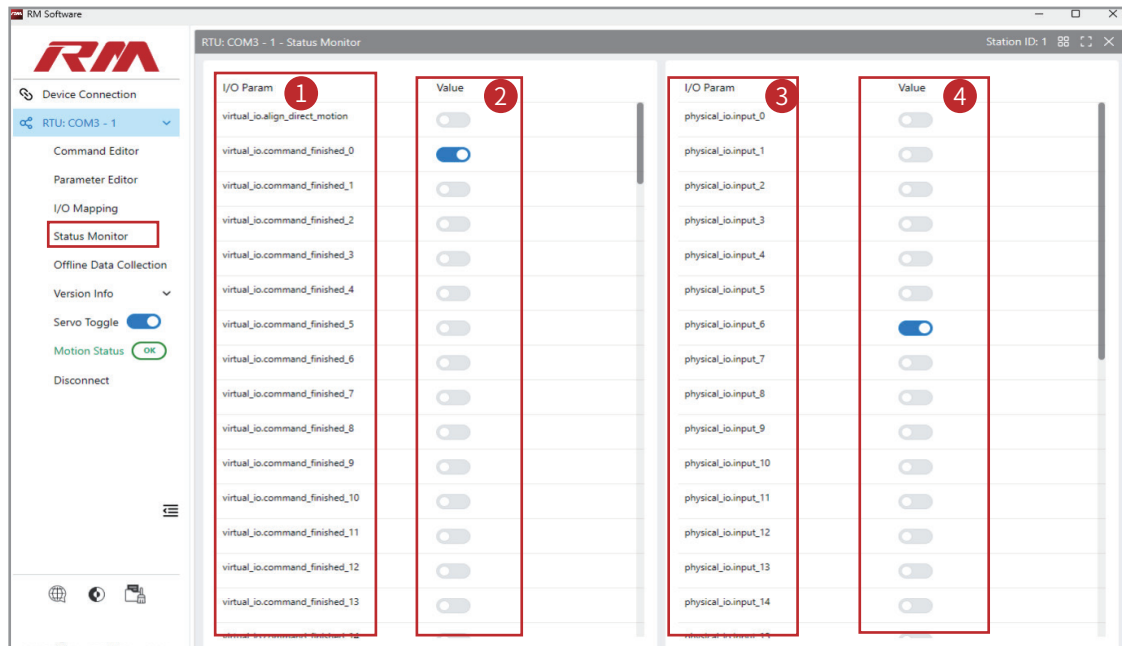 RM Software
RM
Device Connection
RTU: COM3 - 1
Command Editor
Parameter Editor
I/O Mapping
Status Monitor
Offline Data Collection
Version Info
Servo Toggle
Motion Status OK
Disconnect
RTU: COM3 - 1 - Status Monitor
Station ID: 1
I/O Param 1 Value 2
virtual_io.align_direct_motion
virtual_io.command_finished_0
virtual_io.command_finished_1
virtual_io.command_finished_2
virtual_io.command_finished_3
virtual_io.command_finished_4
virtual_io.command_finished_5
virtual_io.command_finished_6
virtual_io.command_finished_7
virtual_io.command_finished_8
virtual_io.command_finished_9
virtual_io.command_finished_10
virtual_io.command_finished_11
virtual_io.command_finished_12
virtual_io.command_finished_13
virtual_io.command_finished_14
I/O Param 3 Value 4
physical_io.input_0
physical_io.input_1
physical_io.input_2
physical_io.input_3
physical_io.input_4
physical_io.input_5
physical_io.input_6
physical_io.input_7
physical_io.input_8
physical_io.input_9
physical_io.input_10
physical_io.input_11
physical_io.input_12
physical_io.input_13
physical_io.input_14
physical_io.input_15